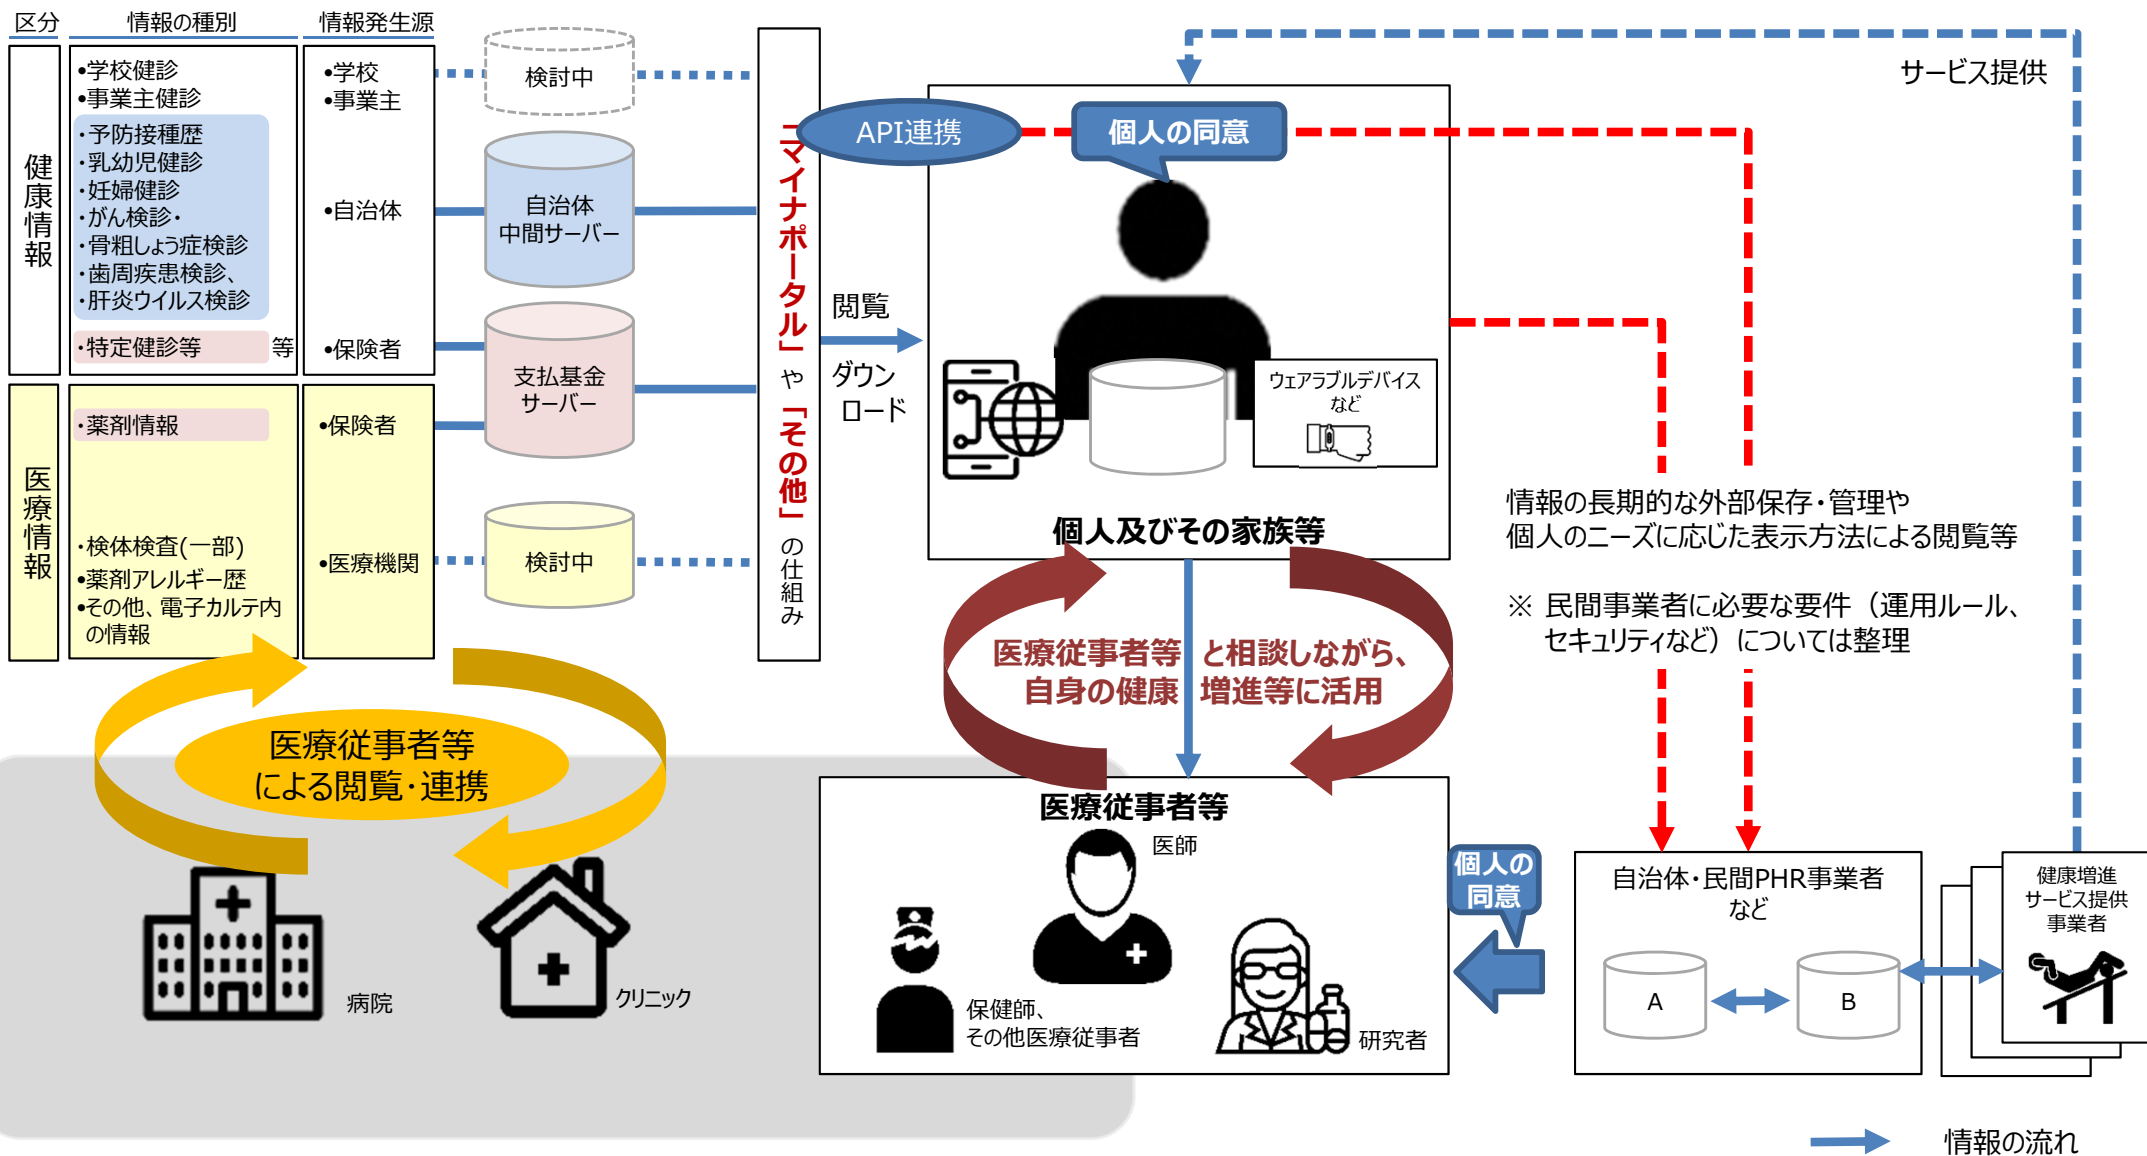 区分
情報の種別
情報発生源
健康情報
•学校健診
•事業主健診
・予防接種歴
・乳幼児健診
・妊婦健診
・がん検診・
・骨粗しょう症検診
・歯周疾患検診、
・肝炎ウイルス検診
・特定健診等
等
•学校
•事業主
•自治体
•保険者
医療情報
・薬剤情報
・検体検査(一部)
•薬剤アレルギー歴
•その他、電子カルテ内
の情報
•保険者
•医療機関
検討中
自治体
中間サーバー
支払基金
サーバー
検討中
「マイナポータル」や「その他」の仕組み
API連携
閲覧
ダウン
ロード
個人の同意
ウェアラブルデバイス
など
個人及びその家族等
サービス提供
情報の長期的な外部保存・管理や
個人のニーズに応じた表示方法による閲覧等
※ 民間事業者に必要な要件（運用ルール、
セキュリティなど）については整理
医療従事者等 と相談しながら、
自身の健康 増進等に活用
医療従事者等
による閲覧・連携
病院
クリニック
医療従事者等
医師
保健師、
その他医療従事者
研究者
個人の
同意
自治体・民間PHR事業者
など
A
B
健康増進
サービス提供
事業者
情報の流れ